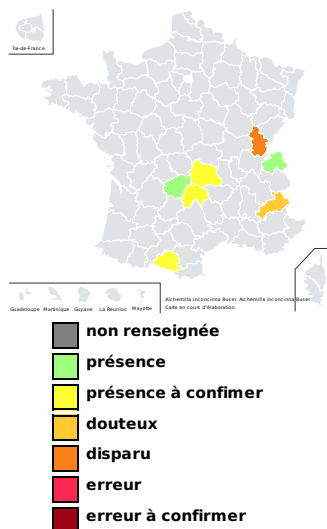 Île-de-France
Guadeloupe Martinique Guyane La Réunion Mayotte
Alchemilla inconcinna Buser, Alchemilla inconcinna Buser
Carte en cours d'élaboration.
non renseignée
présence
présence à confimer
douteux
disparu
erreur
erreur à confirmer